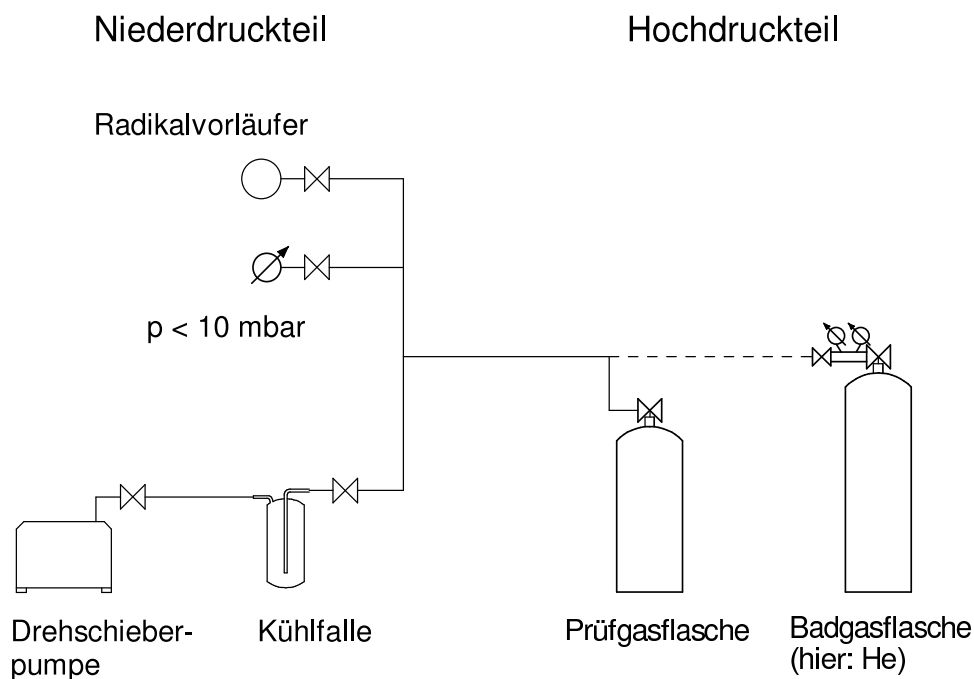 Niederdruckteil
Hochdruckteil
Radikalvorläufer
p < 10 mbar
Drehschieber-
pumpe
Kühlfalle
Prüfgasflasche
Badgasflasche
(hier: He)